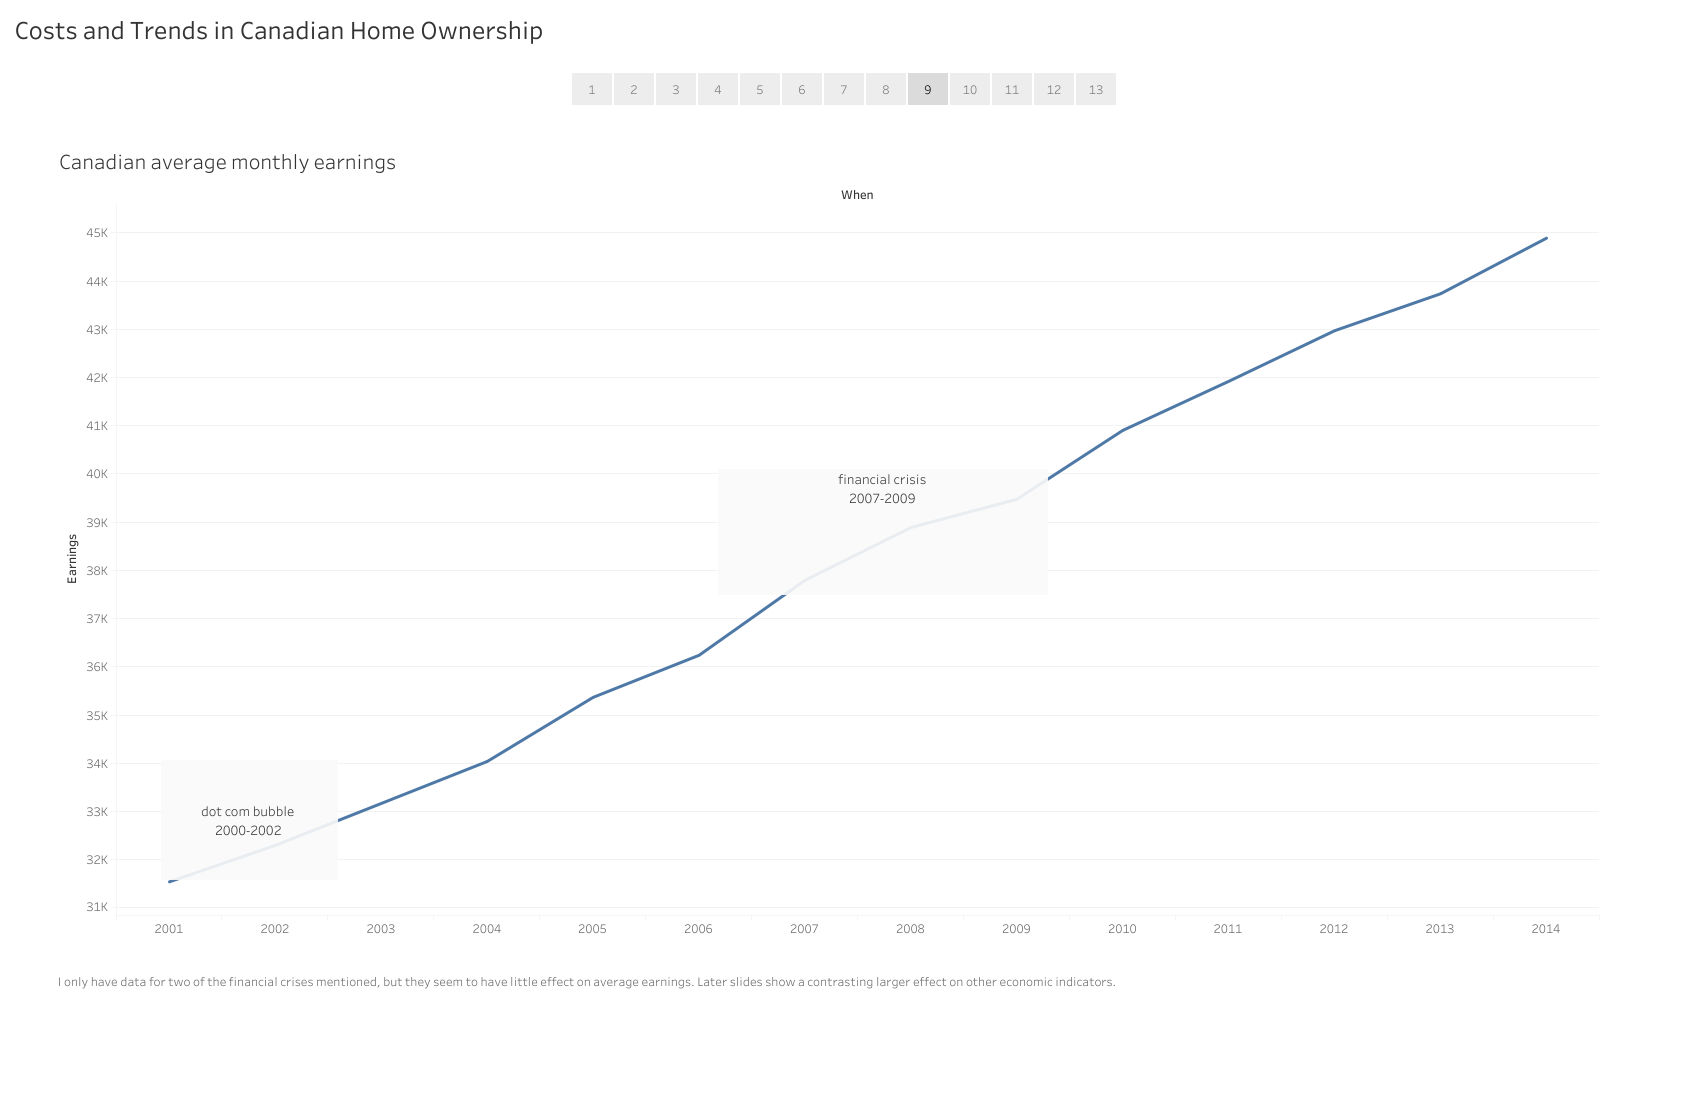 Costs and Trends in Canadian Home Ownership
1 2 3 4 5 6 7 8 9 10 11 12 13
Canadian average monthly earnings
When
45K
44K
43K
42K
41K
40K
39K
38K
37K
36K
35K
34K
33K
32K
31K
Earnings
financial crisis
2007-2009
dot com bubble
2000-2002
2001 2002 2003 2004 2005 2006 2007 2008 2009 2010 2011 2012 2013 2014
I only have data for two of the financial crises mentioned, but they seem to have little effect on average earnings. Later slides show a contrasting larger effect on other economic indicators.